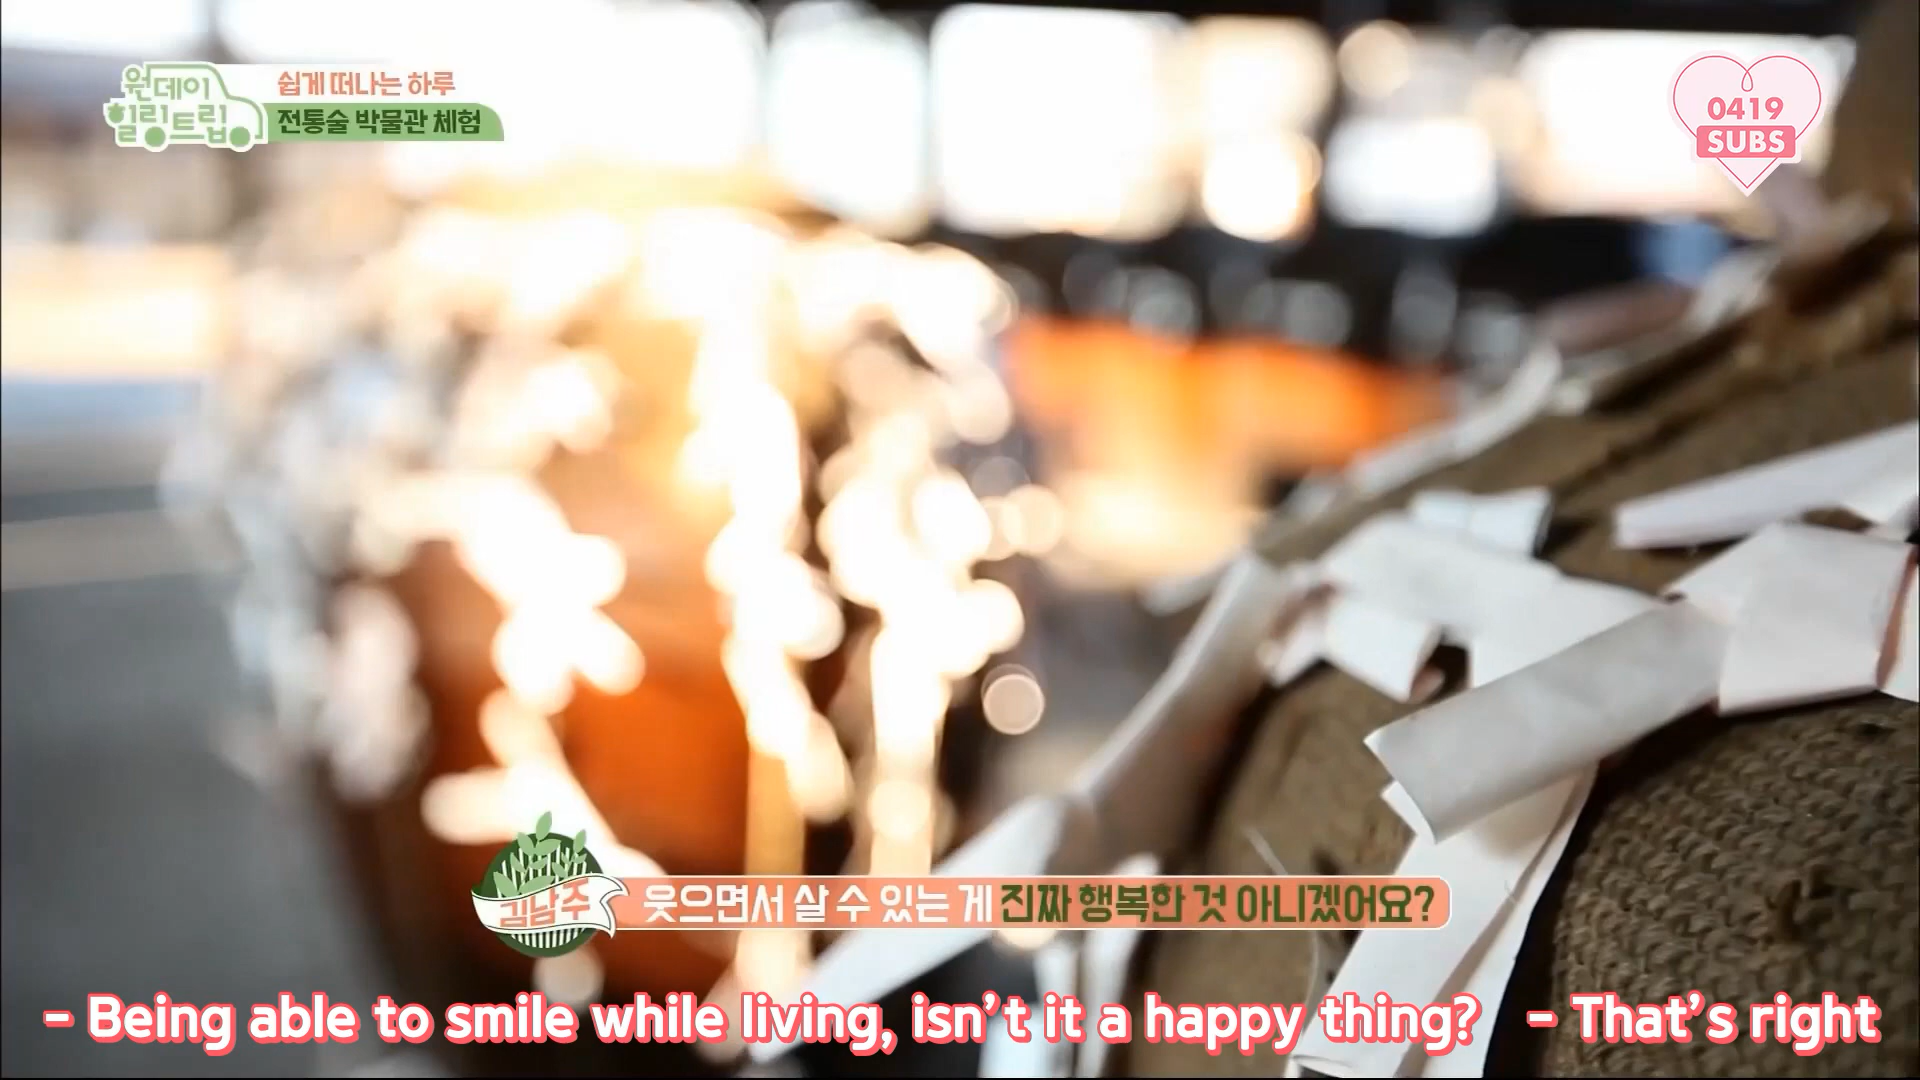 원데이
힐링트립
쉽게 떠나는 하루
전통술 박물관 체험
0419
SUBS
김남주
웃으면서 살 수 있는 게 진짜 행복한 것 아니겠어요?
- Being able to smile while living, isn't it a happy thing? - That's right